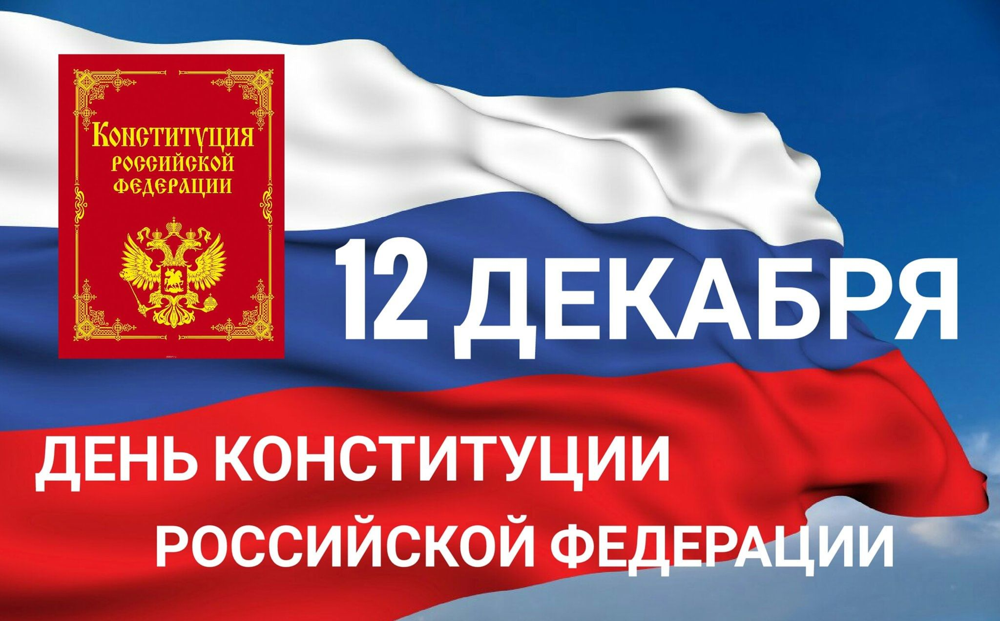 Конституция
российской
федерации
12 ДЕКАБРЯ
ДЕНЬ КОНСТИТУЦИИ
РОССИЙСКОЙ ФЕДЕРАЦИИ